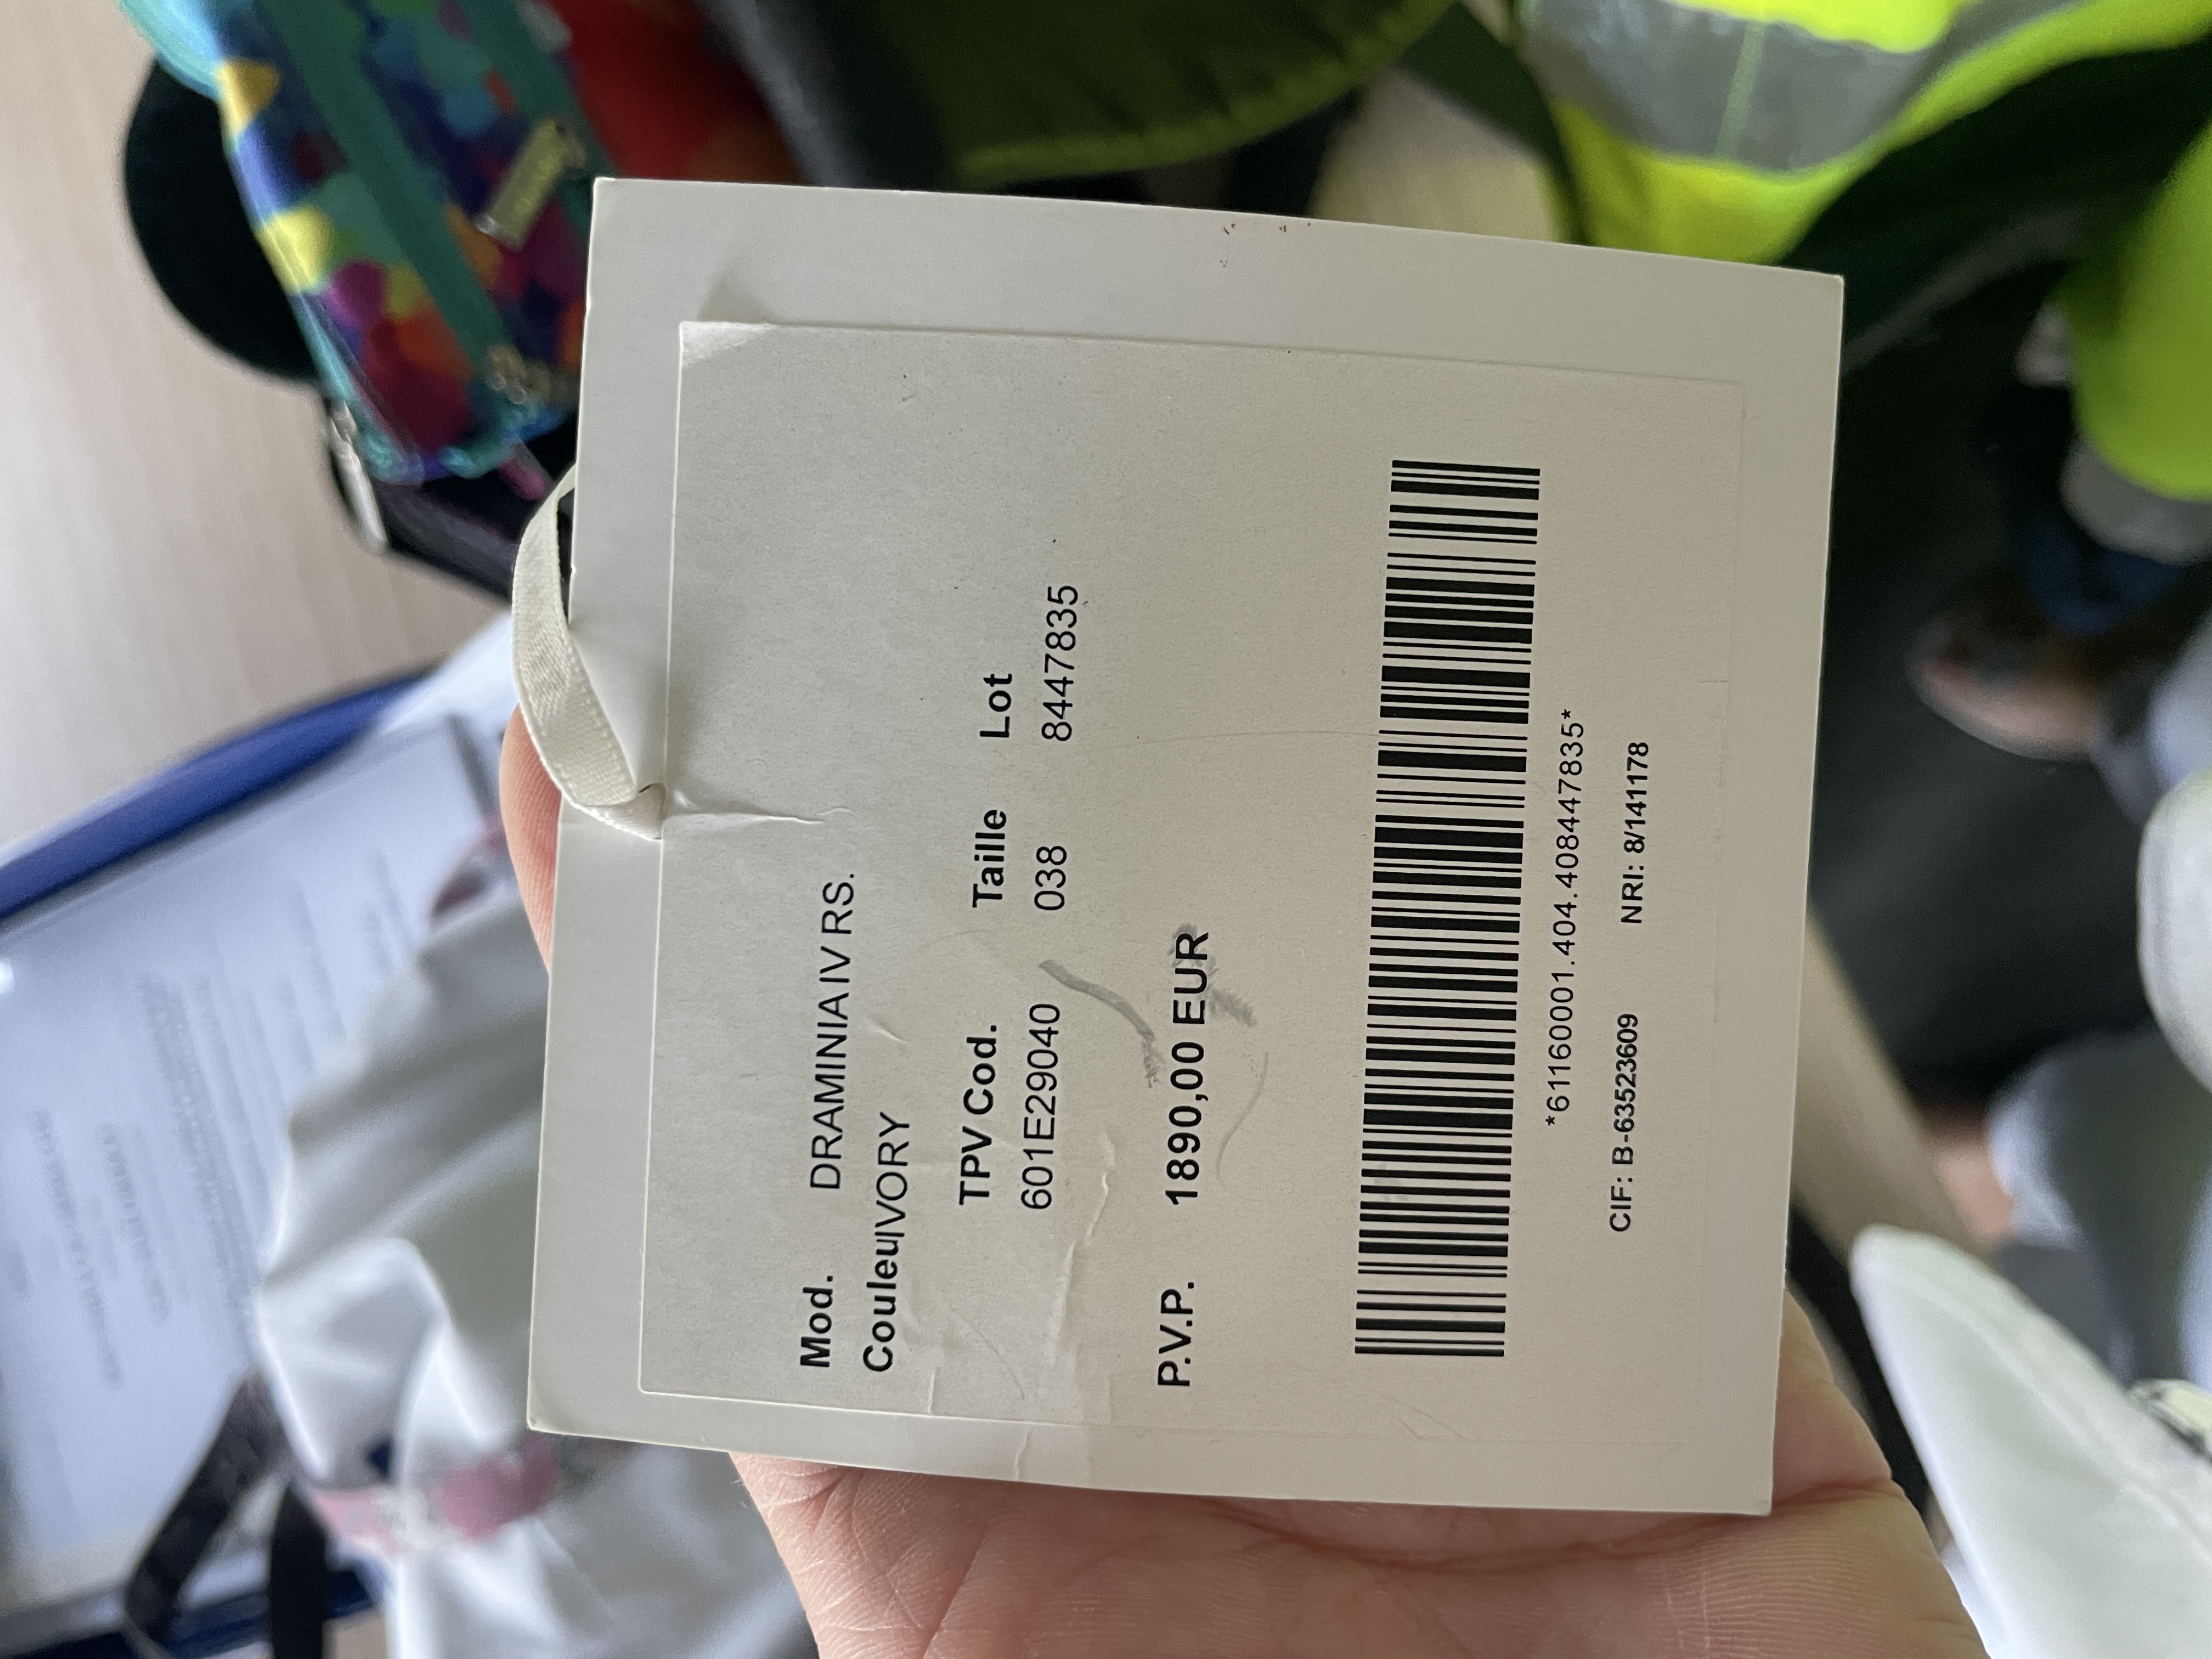 Mod. DRAMINIA IV RS.
CouleuIVORY
TPV Cod. Taille Lot
601E29040 038 8447835
P.V.P. 1890,00 EUR
*61160001.404.408447835*
CIF: B-63523609 NRI: 8/141178